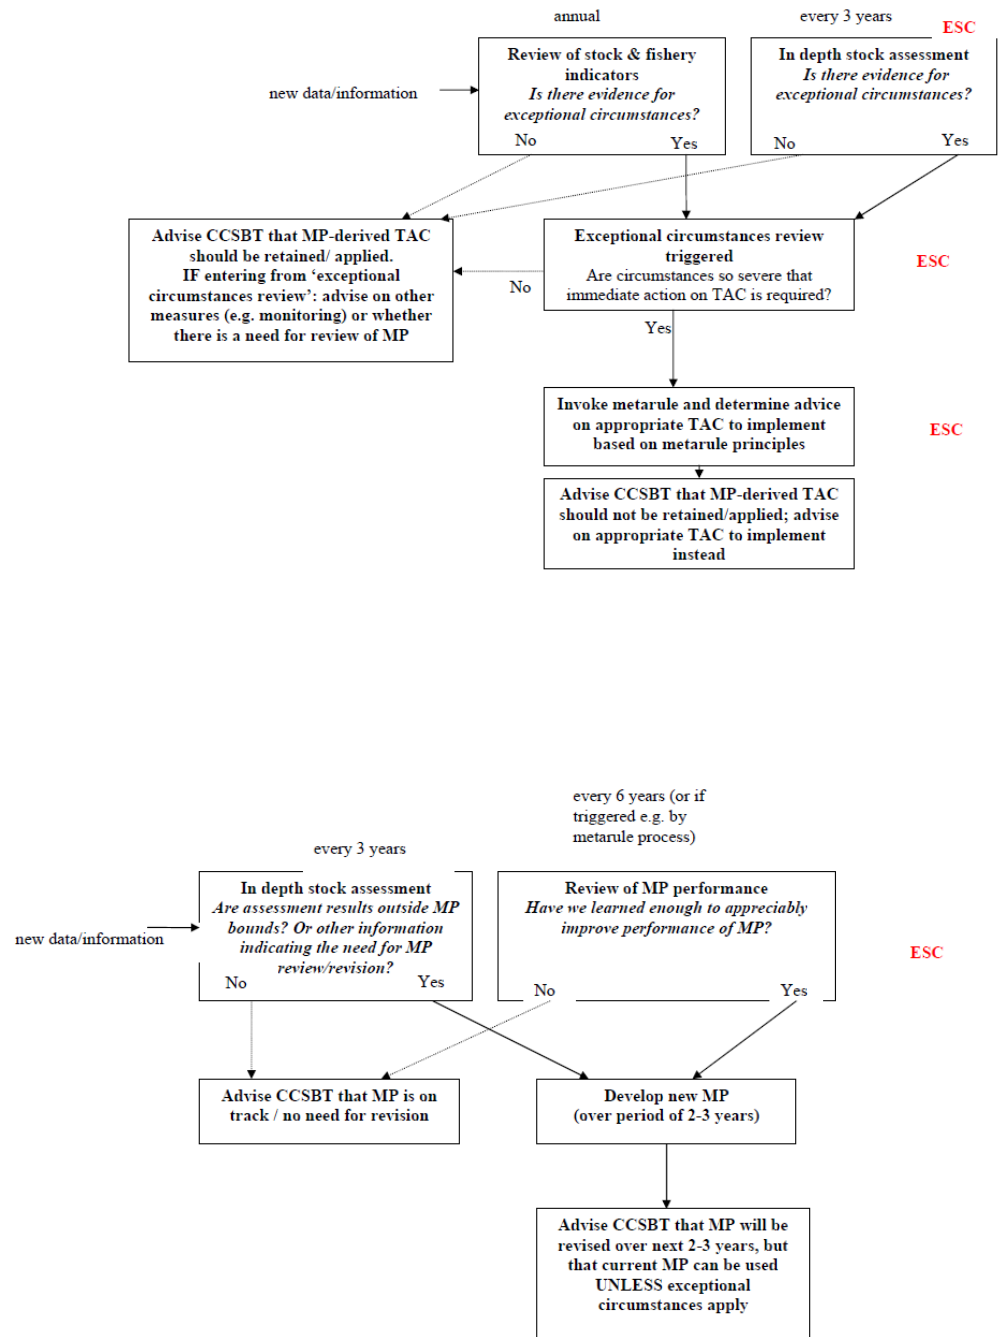 annual
every 3 years
ESC
Review of stock & fishery
indicators
Is there evidence for
exceptional circumstances?
No
Yes
In depth stock assessment
Is there evidence for
exceptional circumstances?
No
Yes
new data/information
Advise CCSBT that MP-derived TAC
should be retained/ applied.
IF entering from ‘exceptional
circumstances review’: advise on other
measures (e.g. monitoring) or whether
there is a need for review of MP
No
Exceptional circumstances review
triggered
Are circumstances so severe that
immediate action on TAC is required?
ESC
Yes
Invoke metarule and determine advice
on appropriate TAC to implement
based on metarule principles
ESC
Advise CCSBT that MP-derived TAC
should not be retained/applied; advise
on appropriate TAC to implement
instead
every 6 years (or if
triggered e.g. by
metarule process)
every 3 years
In depth stock assessment
Are assessment results outside MP
bounds? Or other information
indicating the need for MP
review/revision?
No
Yes
Review of MP performance
Have we learned enough to appreciably
improve performance of MP?
No
Yes
new data/information
ESC
Advise CCSBT that MP is on
track / no need for revision
Develop new MP
(over period of 2-3 years)
Advise CCSBT that MP will be
revised over next 2-3 years, but
that current MP can be used
UNLESS exceptional
circumstances apply